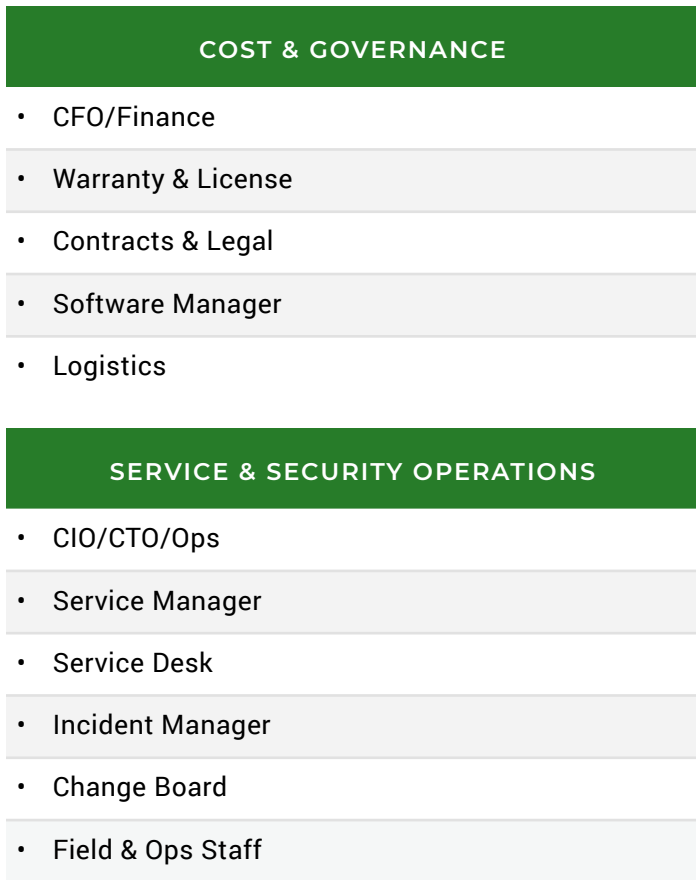 COST & GOVERNANCE
• CFO/Finance
• Warranty & License
• Contracts & Legal
• Software Manager
• Logistics
SERVICE & SECURITY OPERATIONS
• CIO/CTO/Ops
• Service Manager
• Service Desk
• Incident Manager
• Change Board
• Field & Ops Staff